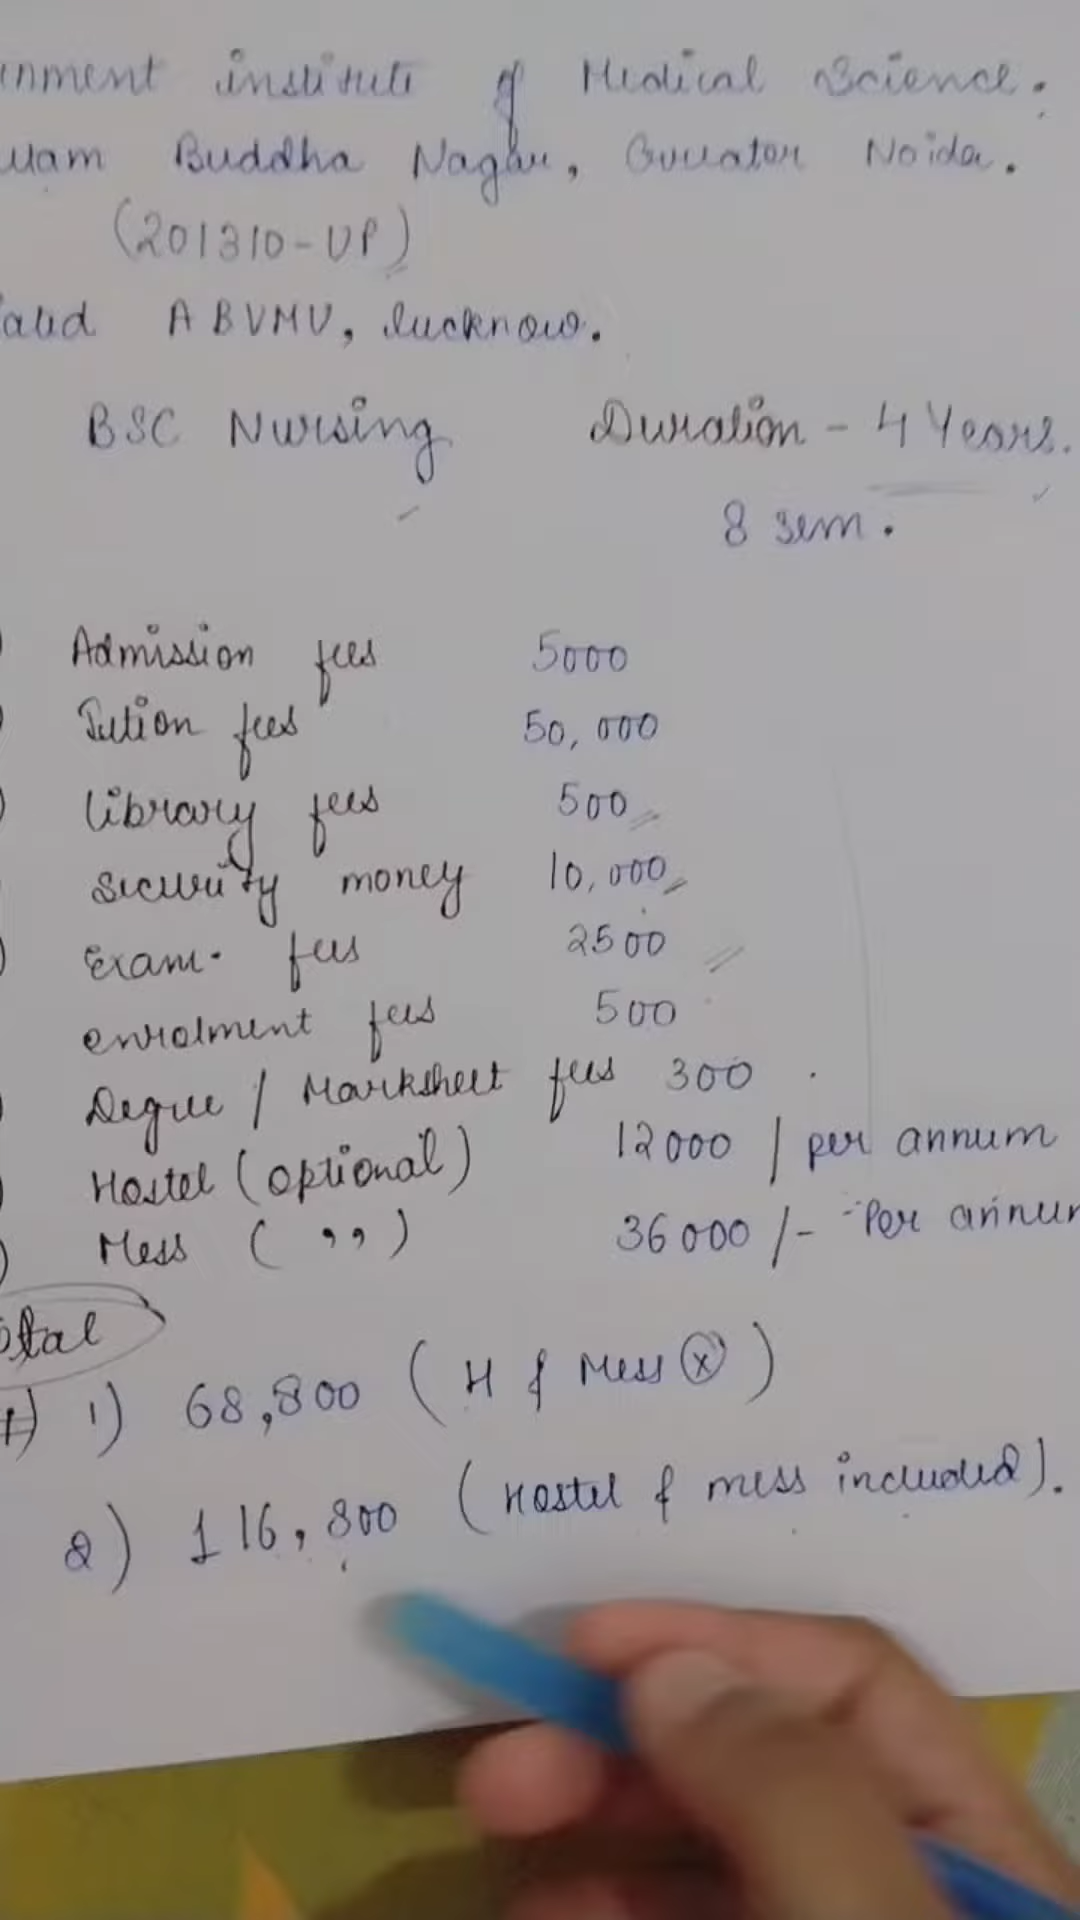 nment institute of Medical Science.
Buddha Nagar, Greater Noida.
(201310-UP)
ABVMU, lucknow.
BSC Nursing Duration - 4 Years.
8 sem.
Admission fees 5000
Tution fees 50,000
library fees 500
security money 10,000
Exam. fees 2500
enrolment fees 500
Degree / Marksheet fees 300
Hostel (optional) 12000 / per annum
Mess ( ,, ) 36000 /- Per annum
otal
1) 68,800 (H & Mess x)
2) 116,800 (Hostel & mess included).